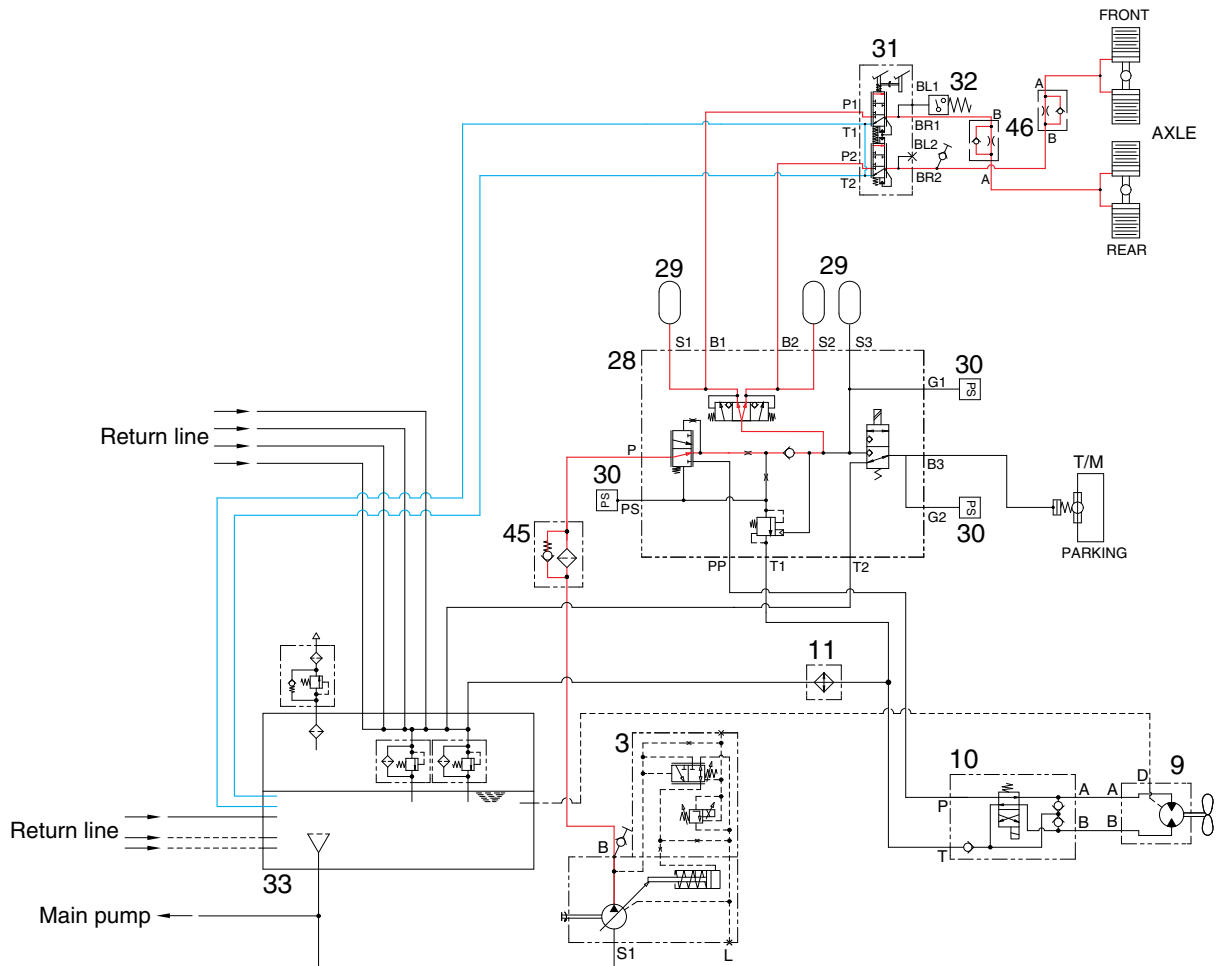 FRONT
31
BL1
32
P1
A
T1
BR1
B
46
AXLE
BL2
B
P2
T2
BR2
A
REAR
29
29
S1
B1
B2
S2
S3
28
30
G1
PS
Return line
P
T/M
30
B3
PS
PS
G2
PS
45
30
PARKING
PP
T1
T2
11
3
10
9
D
P
A
A
Return line
B
B
B
T
33
Main pump
S1
L